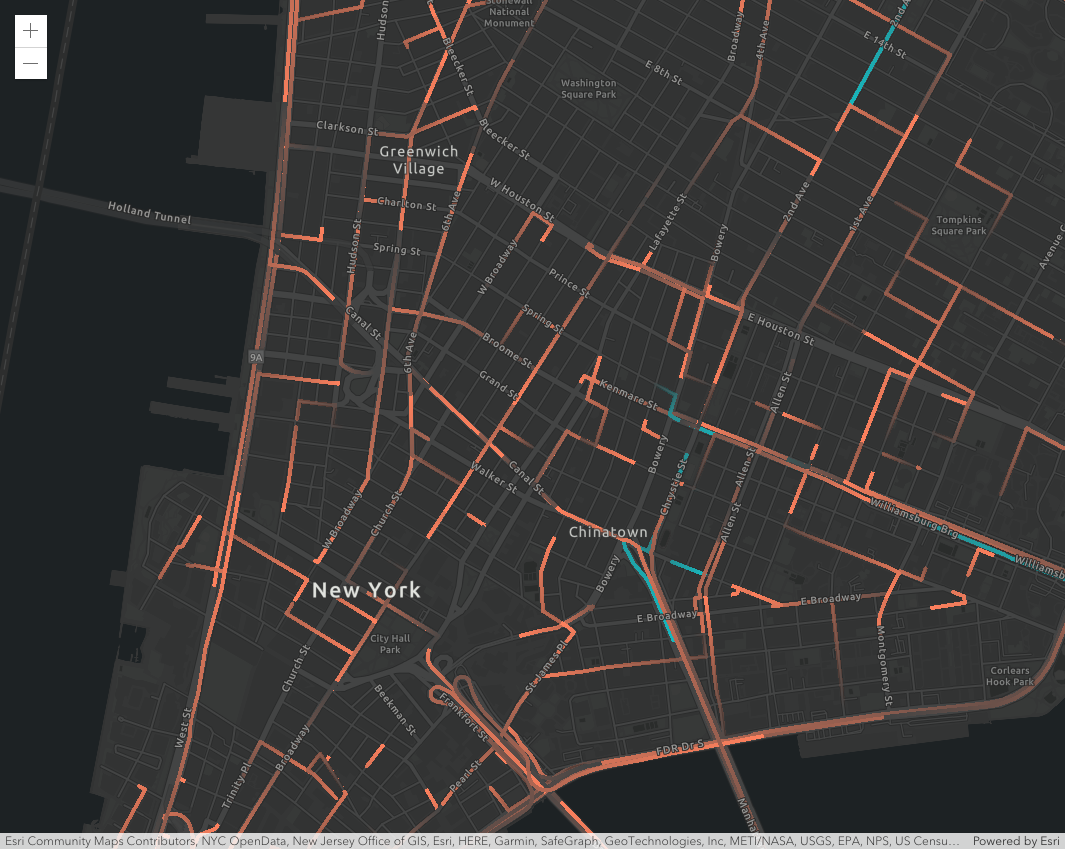 Stonewall
National
Monument
Hudson
Broadway
4th Ave
2nd A
E 14th St
E 8th St
Washington
Square Park
Bleecker St
Clarkson St
Greenwich
Village
Bleecker St
W Houston St
Holland Tunnel
Charlton St
6th Ave
Lafayette St
2nd Ave
1st Ave
Tompkins
Square Park
Avenue C
Hudson St
Spring St
W Broadway
Bowery
Prince St
Canal St
Spring St
E Houston St
9A
6th Ave
Broome St
Grand St
Kenmare St
Allen St
Bowery
Allen St
Walker St
Canal St
Chrystie St
W Broadway
Church St
Williamsburg Brg
Allen St
Chinatown
Williamsb
New York
Bowery
E Broadway
E Broadway
City Hall
Park
St James Pl
Montgomery St
Corlears
Hook Park
Church St
Beekman St
Frankfort St
West St
Broadway
FDR Dr S
Trinity Pl
Pearl St
Manha
Esri Community Maps Contributors, NYC OpenData, New Jersey Office of GIS, Esri, HERE, Garmin, SafeGraph, GeoTechnologies, Inc, METI/NASA, USGS, EPA, NPS, US Censu... Powered by Esri